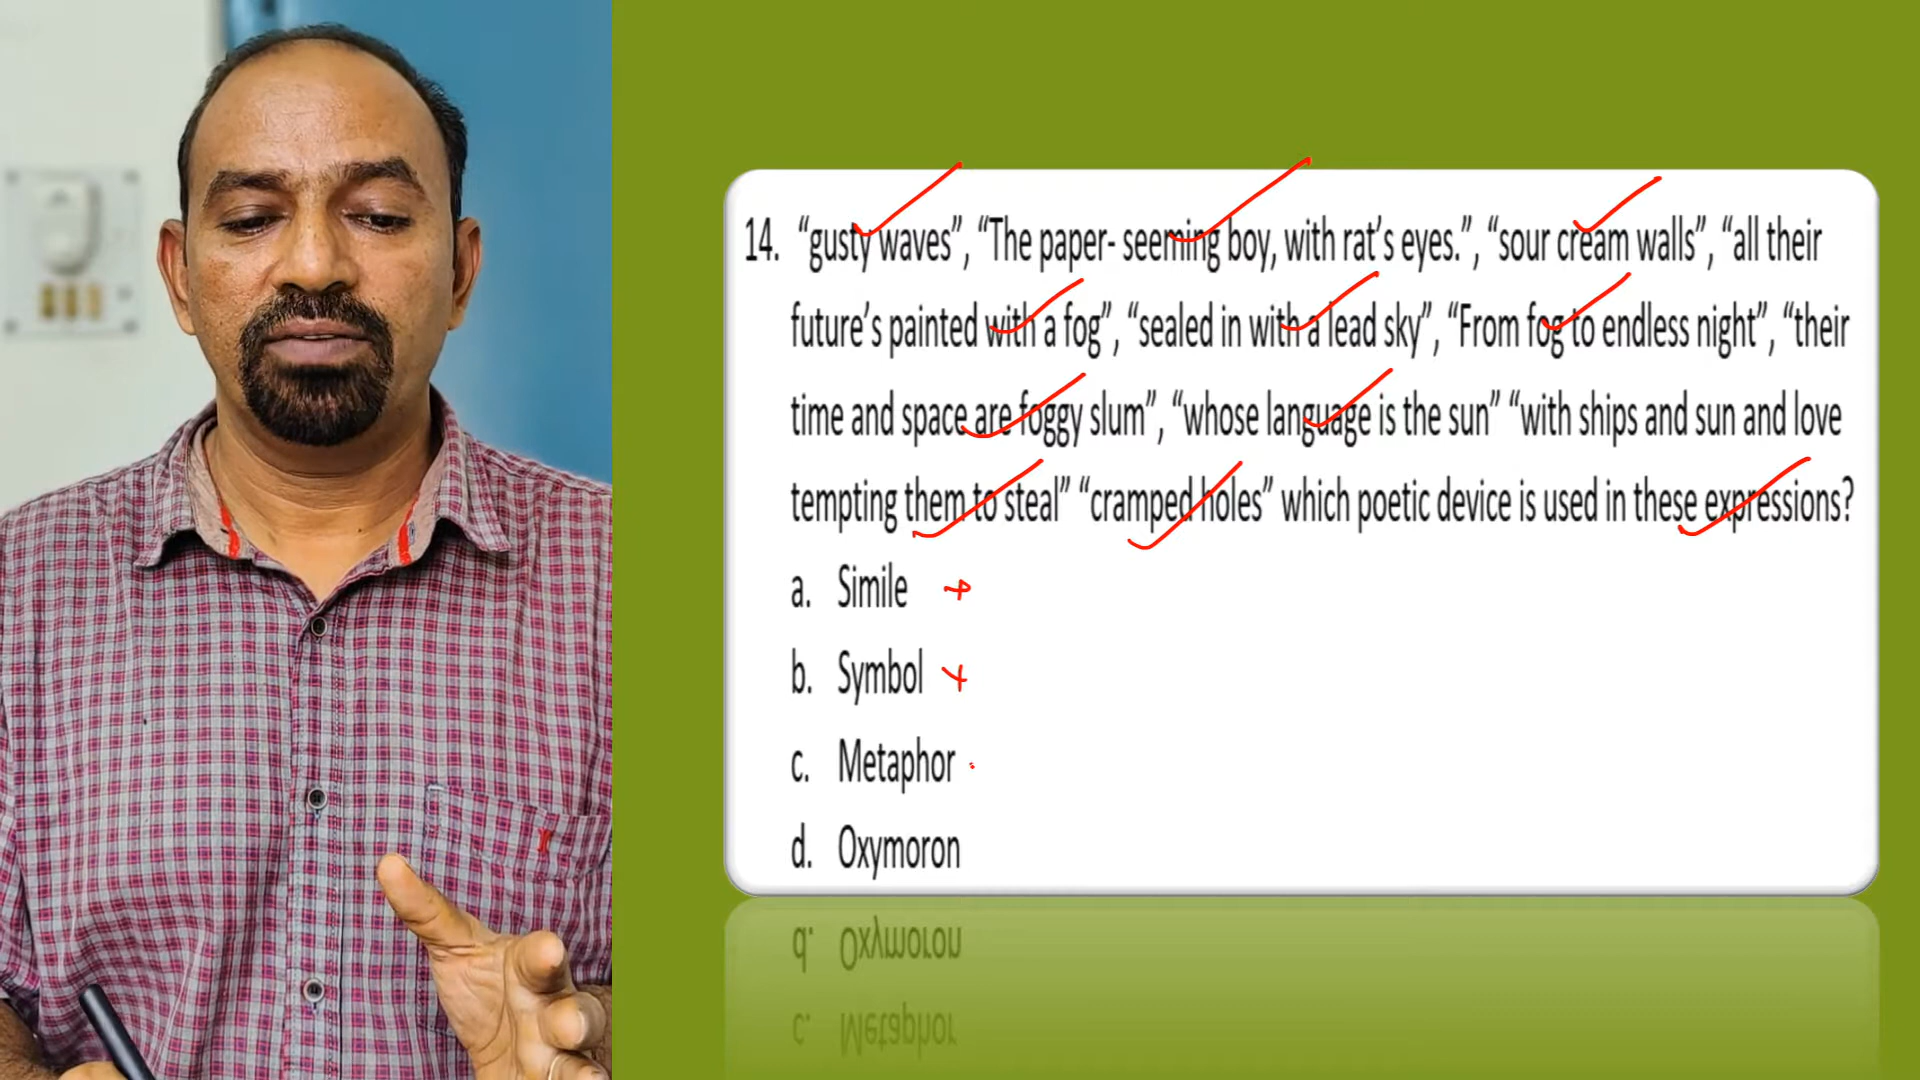 14. “gusty waves”, “The paper- seeming boy, with rat’s eyes.”, “sour cream walls”, “all their
future’s painted with a fog”, “sealed in with a lead sky”, “From fog to endless night”, “their
time and space are foggy slum”, “whose language is the sun” “with ships and sun and love
tempting them to steal” “cramped holes” which poetic device is used in these expressions?
a. Simile
b. Symbol
c. Metaphor
d. Oxymoron